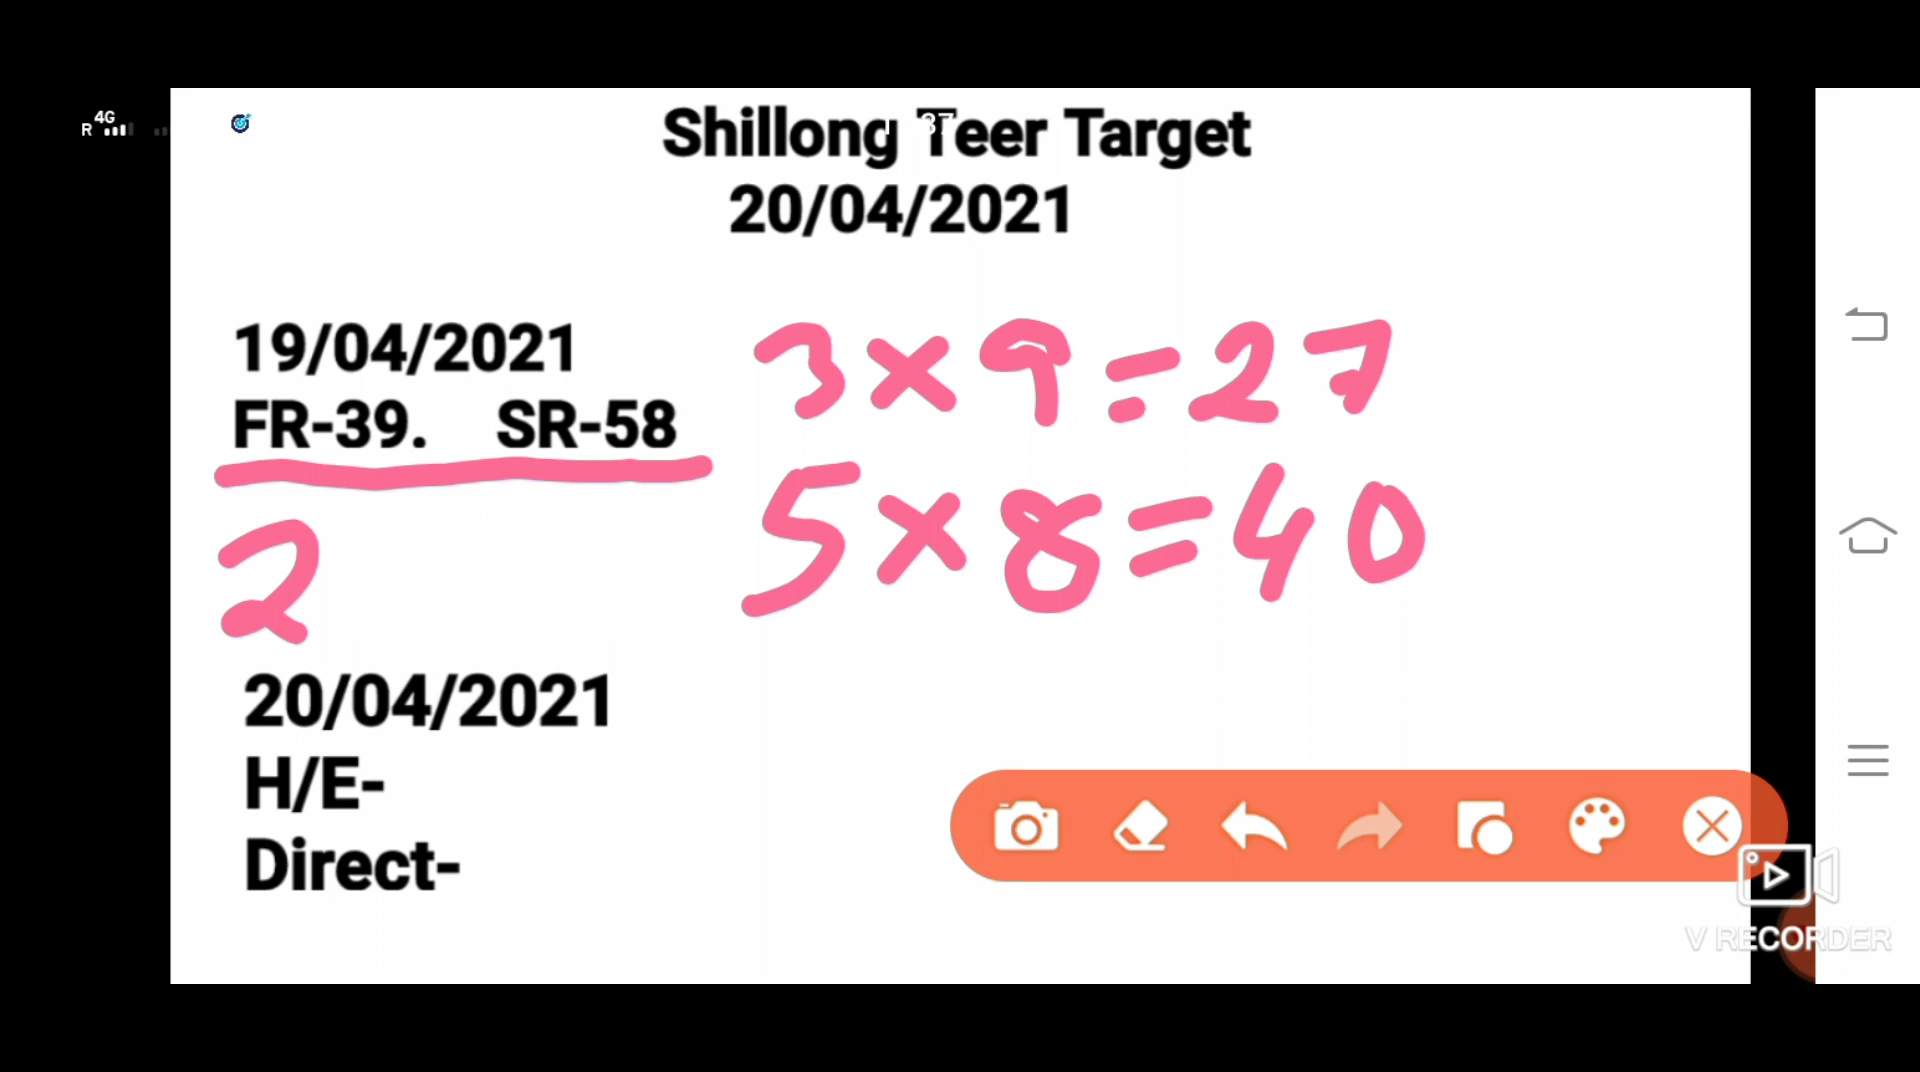 4G
R
Shillong Teer Target
20/04/2021
19/04/2021
FR-39. SR-58
3×9=27
5×8=40
2
20/04/2021
H/E-
Direct-
V RECORDER